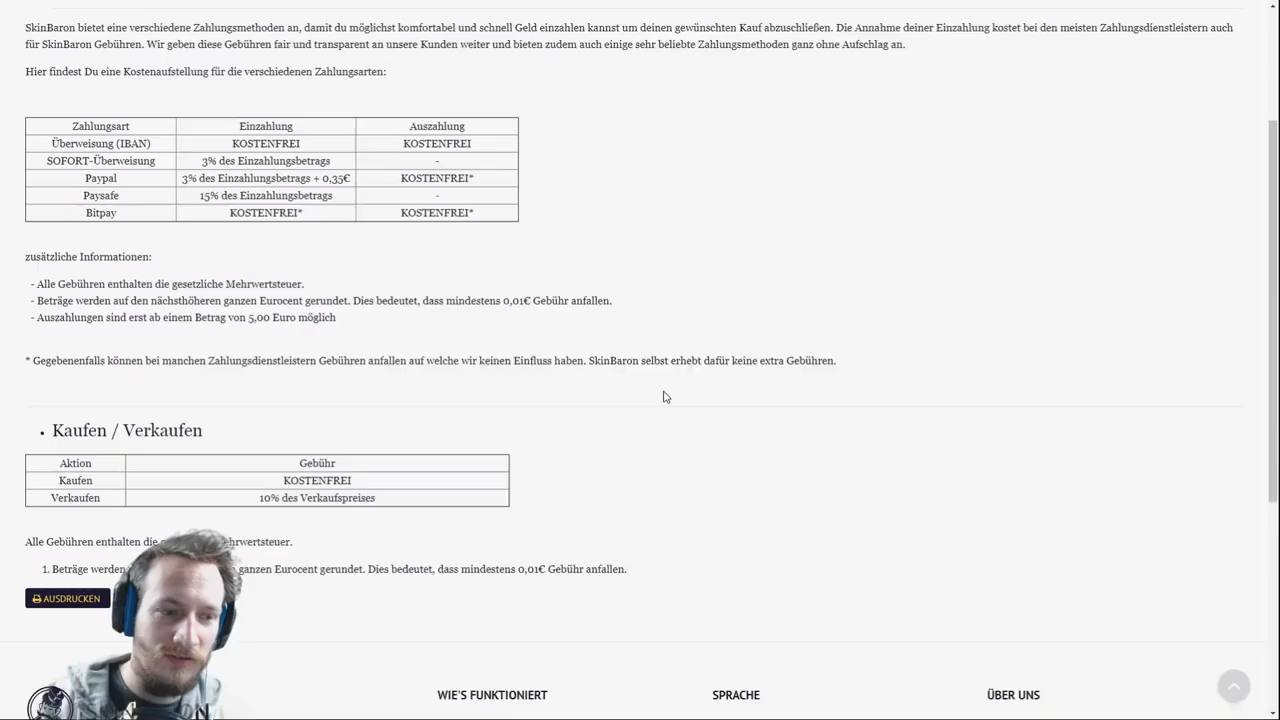 SkinBaron bietet eine verschiedene Zahlungsmethoden an, damit du möglichst komfortabel und schnell Geld einzahlen kannst um deinen gewünschten Kauf abzuschließen. Die Annahme deiner Einzahlung kostet bei den meisten Zahlungsdienstleistern auch
für SkinBaron Gebühren. Wir geben diese Gebühren fair und transparent an unsere Kunden weiter und bieten zudem auch einige sehr beliebte Zahlungsmethoden ganz ohne Aufschlag an.
Hier findest Du eine Kostenaufstellung für die verschiedenen Zahlungsarten:
Zahlungsart Einzahlung Auszahlung
Überweisung (IBAN) KOSTENFREI KOSTENFREI
SOFORT-Überweisung 3% des Einzahlungsbetrags -
Paypal 3% des Einzahlungsbetrags + 0,35€ KOSTENFREI*
Paysafe 15% des Einzahlungsbetrags -
Bitpay KOSTENFREI* KOSTENFREI*
zusätzliche Informationen:
- Alle Gebühren enthalten die gesetzliche Mehrwertsteuer.
- Beträge werden auf den nächsthöheren ganzen Eurocent gerundet. Dies bedeutet, dass mindestens 0,01€ Gebühr anfallen.
- Auszahlungen sind erst ab einem Betrag von 5,00 Euro möglich
* Gegebenenfalls können bei manchen Zahlungsdienstleistern Gebühren anfallen auf welche wir keinen Einfluss haben. SkinBaron selbst erhebt dafür keine extra Gebühren.
• Kaufen / Verkaufen
Aktion Gebühr
Kaufen KOSTENFREI
Verkaufen 10% des Verkaufspreises
Alle Gebühren enthalten die Mehrwertsteuer.
1. Beträge werden ganzen Eurocent gerundet. Dies bedeutet, dass mindestens 0,01€ Gebühr anfallen.
AUSDRUCKEN
WIE'S FUNKTIONIERT SPRACHE ÜBER UNS